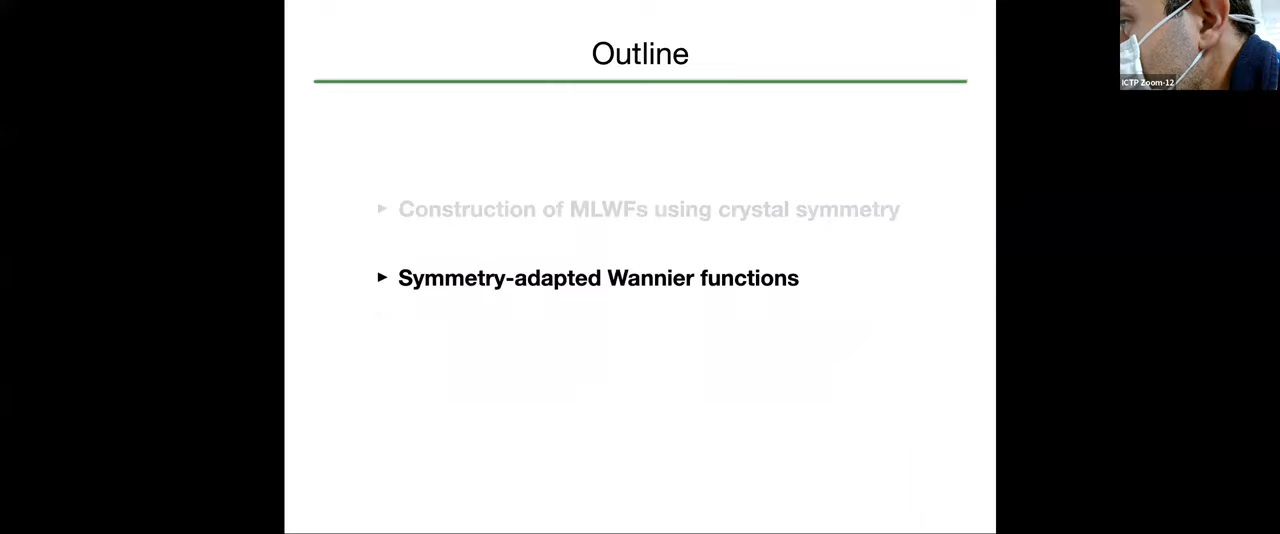 Outline
▸ Construction of MLWFs using crystal symmetry
▸ Symmetry-adapted Wannier functions
ICTP Zoom-12